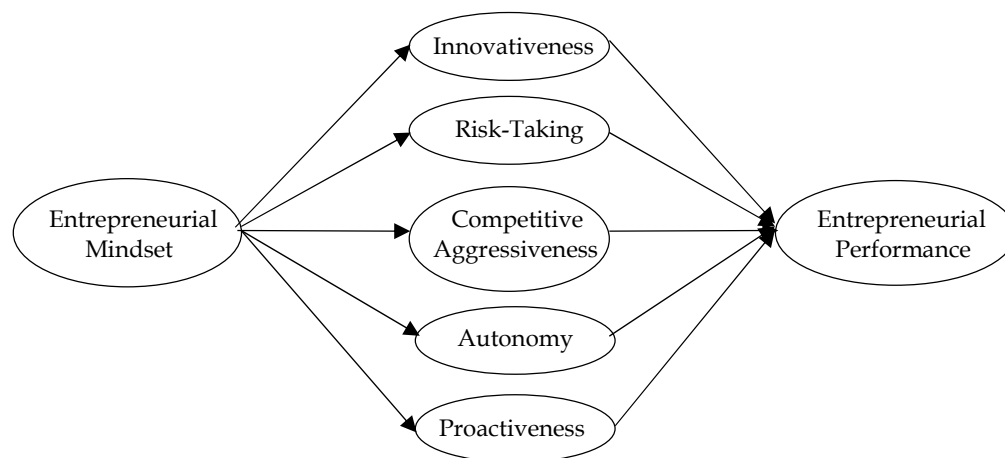 Innovativeness
Risk-Taking
Entrepreneurial
Mindset
Competitive
Aggressiveness
Entrepreneurial
Performance
Autonomy
Proactiveness